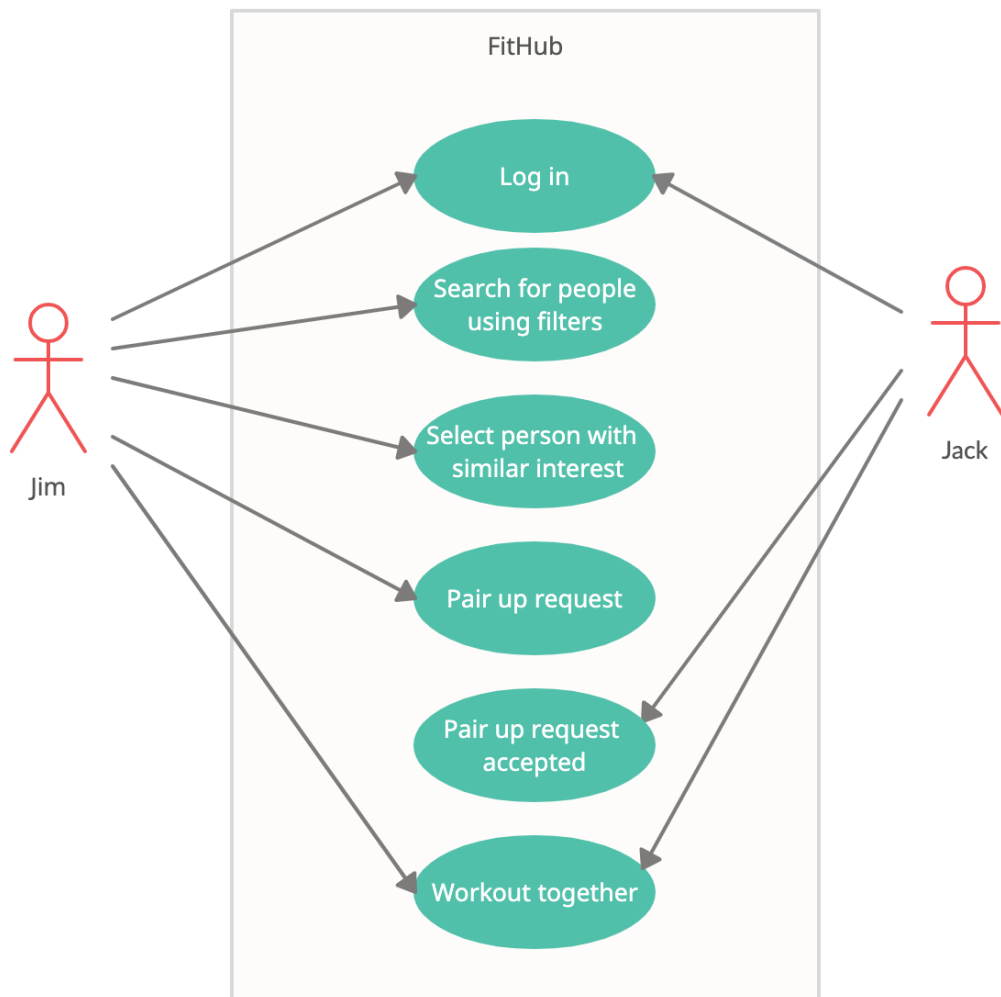 FitHub
Log in
Search for people
using filters
Select person with
similar interest
Jim
Jack
Pair up request
Pair up request
accepted
Workout together